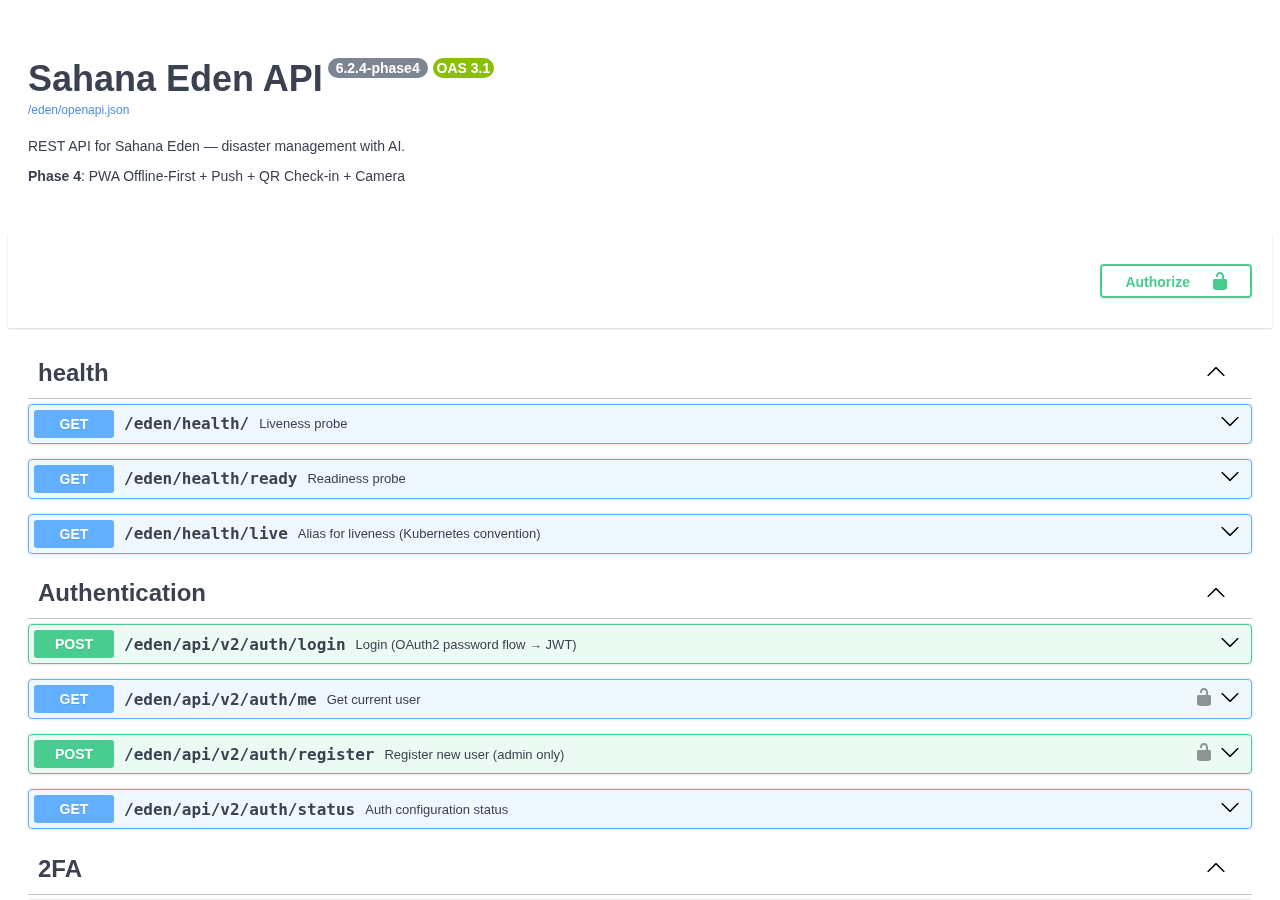 Sahana Eden API 6.2.4-phase4 OAS 3.1
/eden/openapi.json
REST API for Sahana Eden — disaster management with AI.
Phase 4: PWA Offline-First + Push + QR Check-in + Camera
Authorize
health
GET /eden/health/ Liveness probe
GET /eden/health/ready Readiness probe
GET /eden/health/live Alias for liveness (Kubernetes convention)
Authentication
POST /eden/api/v2/auth/login Login (OAuth2 password flow → JWT)
GET /eden/api/v2/auth/me Get current user
POST /eden/api/v2/auth/register Register new user (admin only)
GET /eden/api/v2/auth/status Auth configuration status
2FA